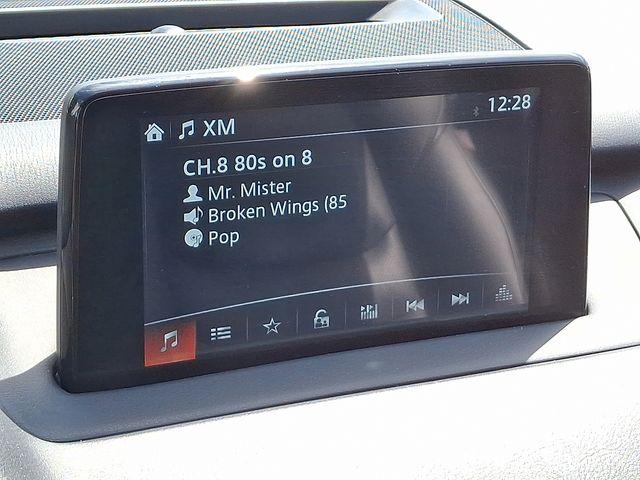 XM
12:28
CH.8 80s on 8
Mr. Mister
Broken Wings (85
Pop